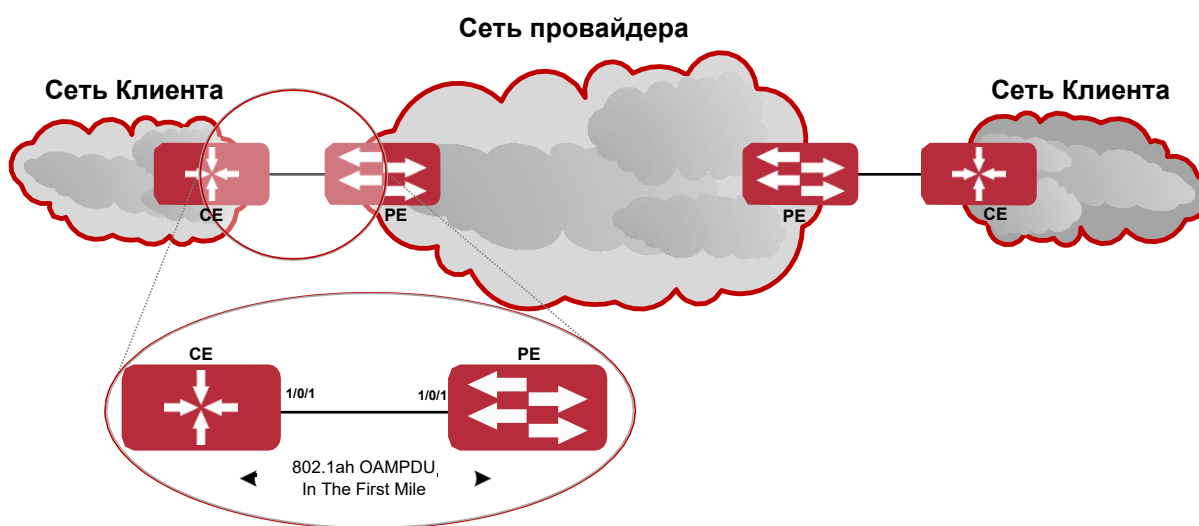 Сеть провайдера
Сеть Клиента
Сеть Клиента
CE
PE
PE
CE
CE
PE
1/0/1
1/0/1
802.1ah OAMPDU,
In The First Mile